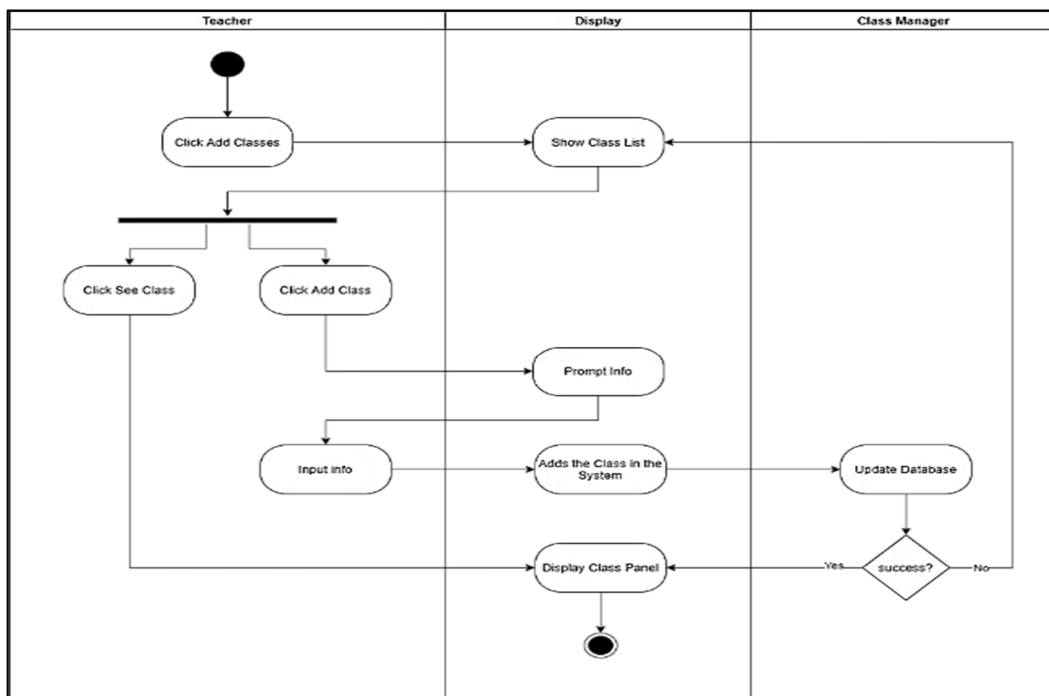 Teacher
Display
Class Manager
Click Add Classes
Show Class List
Click See Class
Click Add Class
Prompt Info
Input info
Adds the Class in the
System
Update Database
Display Class Panel
Yes
success?
No